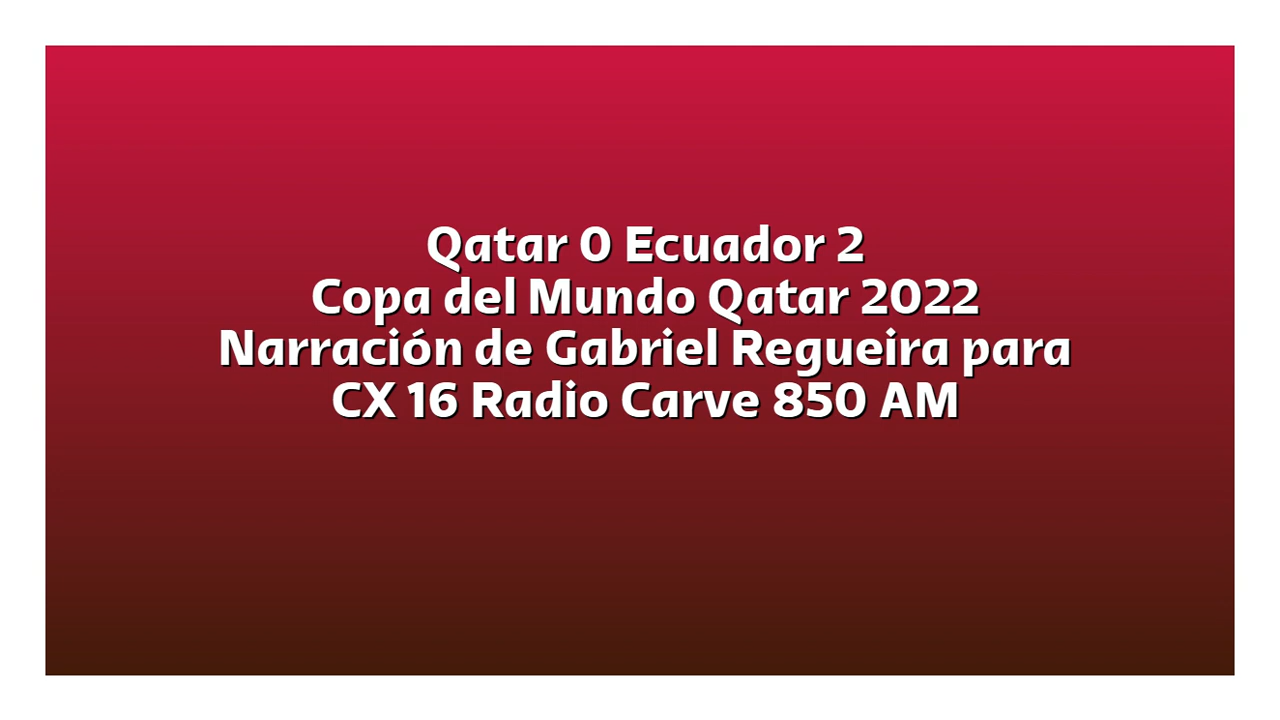 Qatar 0 Ecuador 2
Copa del Mundo Qatar 2022
Narración de Gabriel Regueira para
CX 16 Radio Carve 850 AM